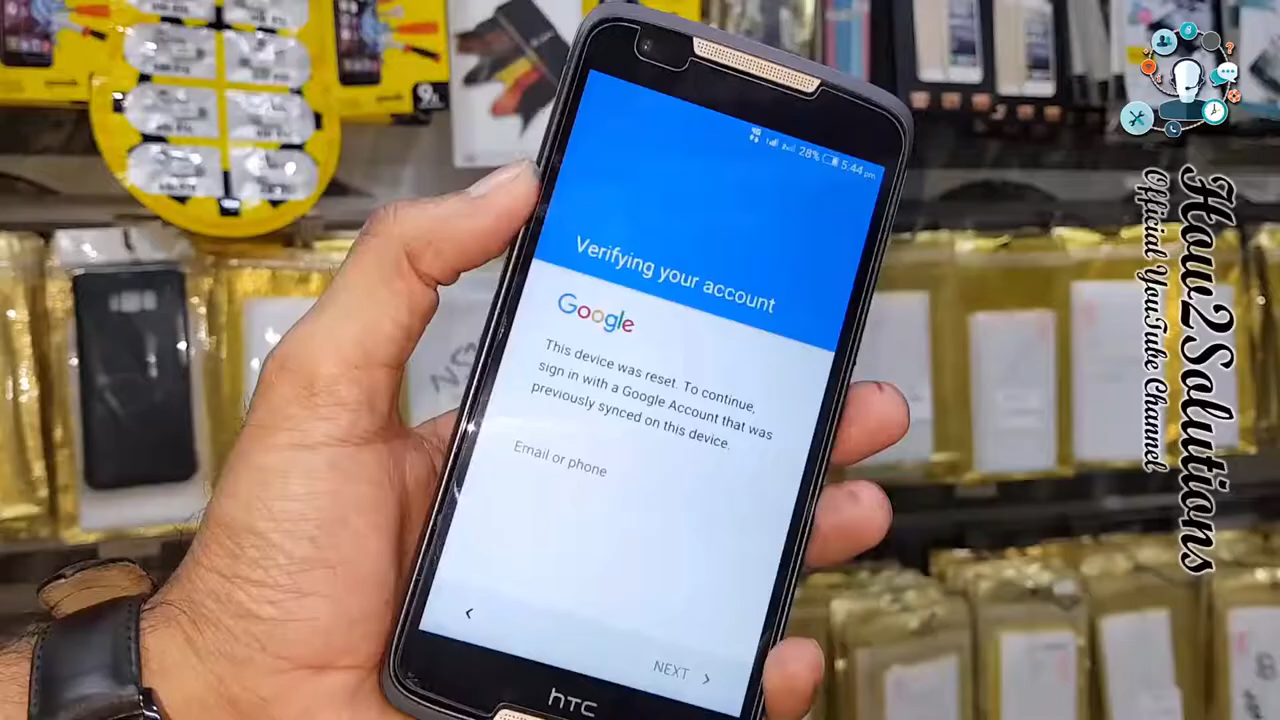 28% 5:44 pm
Verifying your account
Google
This device was reset. To continue,
sign in with a Google Account that was
previously synced on this device.
Email or phone
NEXT
hTC
How2Solutions
Official YouTube Channel